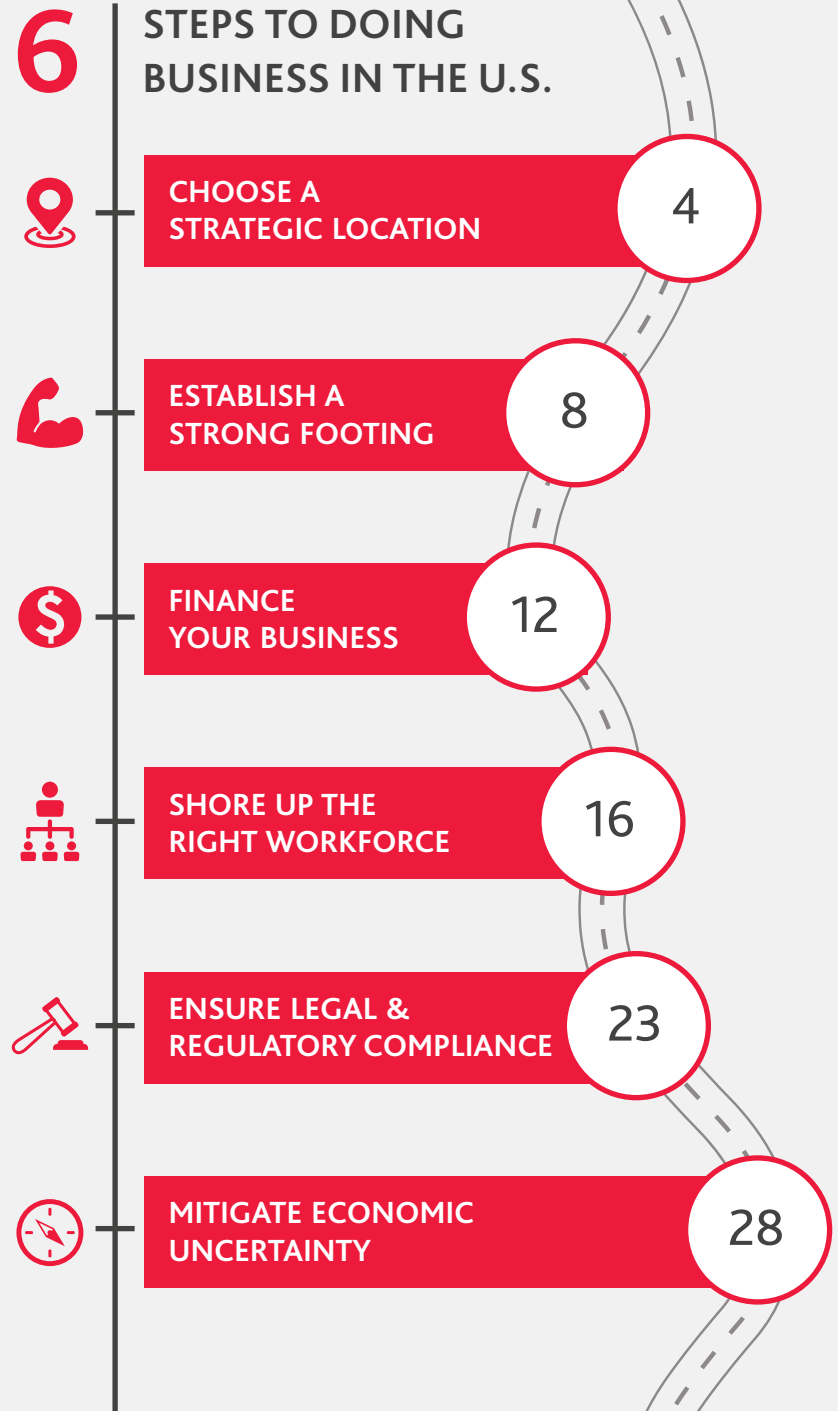 6
STEPS TO DOING
BUSINESS IN THE U.S.
CHOOSE A
STRATEGIC LOCATION
4
ESTABLISH A
STRONG FOOTING
8
$
FINANCE
YOUR BUSINESS
12
SHORE UP THE
RIGHT WORKFORCE
16
ENSURE LEGAL &
REGULATORY COMPLIANCE
23
MITIGATE ECONOMIC
UNCERTAINTY
28